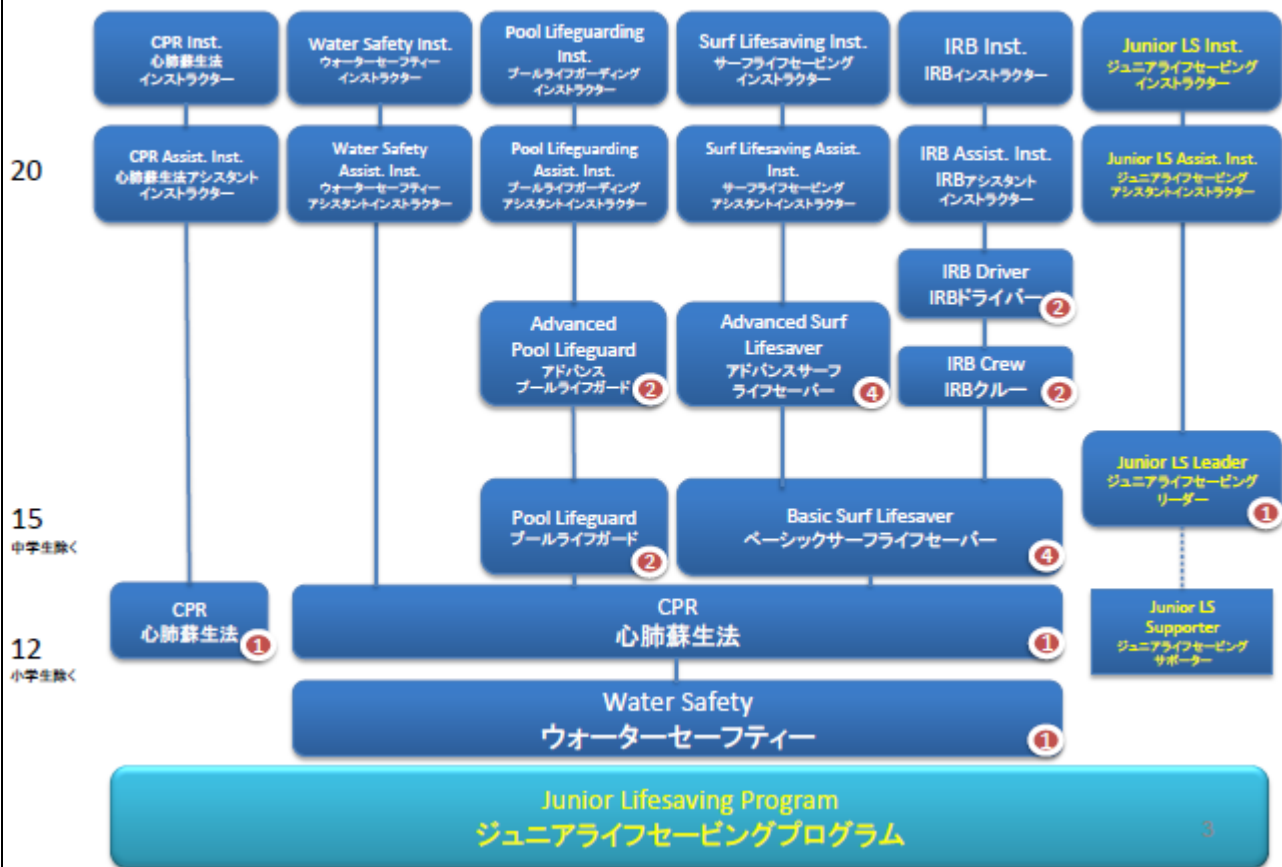 CPR Inst.
心肺蘇生法
インストラクター
Water Safety Inst.
ウォーターセーフティー
インストラクター
Pool Lifeguarding
Inst.
プールライフガーディング
インストラクター
Surf Lifesaving Inst.
サーフライフセービング
インストラクター
IRB Inst.
IRBインストラクター
Junior LS Inst.
ジュニアライフセービング
インストラクター
20
CPR Assist. Inst.
心肺蘇生法アシスタント
インストラクター
Water Safety
Assist. Inst.
ウォーターセーフティー
アシスタントインストラクター
Pool Lifeguarding
Assist. Inst.
プールライフガーディング
アシスタントインストラクター
Surf Lifesaving Assist.
Inst.
サーフライフセービング
アシスタントインストラクター
IRB Assist. Inst.
IRBアシスタント
インストラクター
Junior LS Assist. Inst.
ジュニアライフセービング
アシスタントインストラクター
IRB Driver
IRBドライバー
2
Advanced
Pool Lifeguard
アドバンス
プールライフガード
2
Advanced Surf
Lifesaver
アドバンスサーフ
ライフセーバー
4
IRB Crew
IRBクルー
2
Junior LS Leader
ジュニアライフセービング
リーダー
1
15
中学生除く
Pool Lifeguard
プールライフガード
2
Basic Surf Lifesaver
ベーシックサーフライフセーバー
4
12
小学生除く
CPR
心肺蘇生法
1
CPR
心肺蘇生法
1
Junior LS
Supporter
ジュニアライフセービング
サポーター
Water Safety
ウォーターセーフティー
1
Junior Lifesaving Program
ジュニアライフセービングプログラム
3